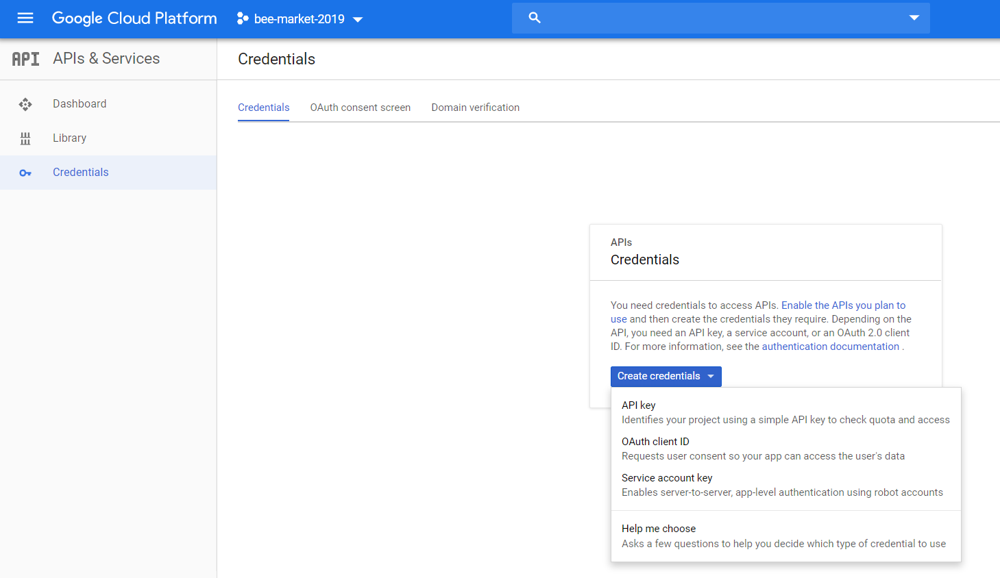 Google Cloud Platform
bee-market-2019
API
APIs & Services
Credentials
Dashboard
Library
Credentials
Credentials
OAuth consent screen
Domain verification
APIs
Credentials
You need credentials to access APIs. Enable the APIs you plan to
use and then create the credentials they require. Depending on the
API, you need an API key, a service account, or an OAuth 2.0 client
ID. For more information, see the authentication documentation .
Create credentials
API key
Identifies your project using a simple API key to check quota and access
OAuth client ID
Requests user consent so your app can access the user's data
Service account key
Enables server-to-server, app-level authentication using robot accounts
Help me choose
Asks a few questions to help you decide which type of credential to use